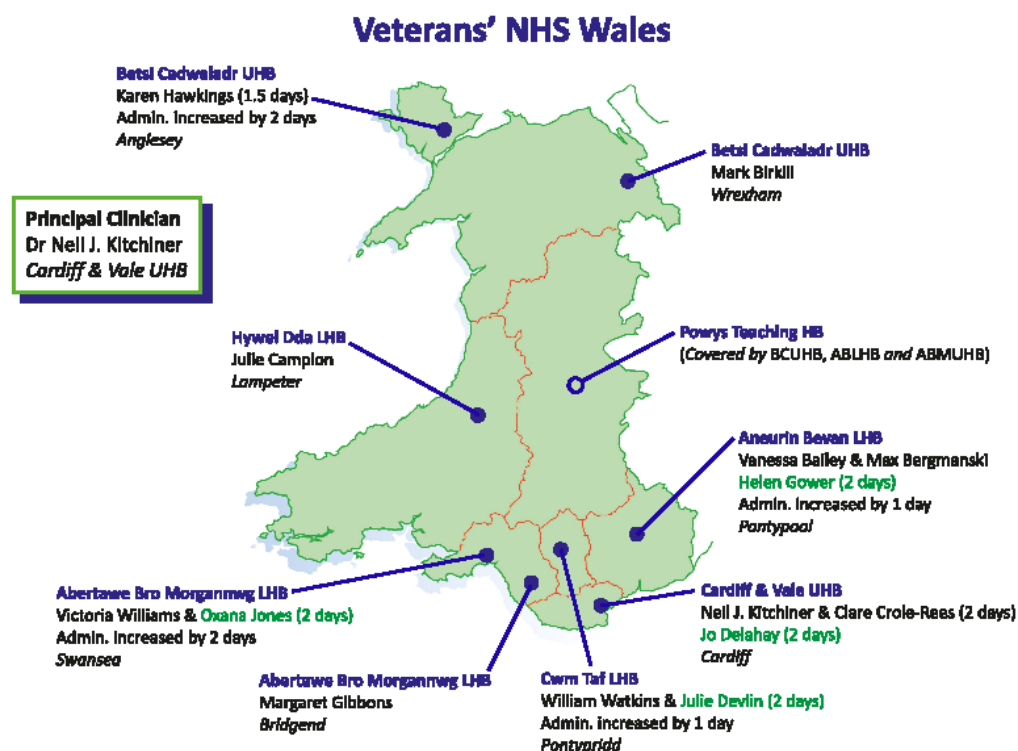 Veterans' NHS Wales
Betsi Cadwaladr UHB
Karen Hawkings (1.5 days)
Admin. increased by 2 days
Anglesey
Betsi Cadwaladr UHB
Mark Birkill
Wrexham
Principal Clinician
Dr Neil J. Kitchiner
Cardiff & Vale UHB
Hywel Dda LHB
Julie Campion
Lampeter
Powys Teaching HB
(Covered by BCUHB, ABLHB and ABMUHB)
Aneurin Bevan LHB
Vanessa Bailey & Max Bergmanski
Helen Gower (2 days)
Admin. increased by 1 day
Pontypool
Abertawe Bro Morgannwg LHB
Victoria Williams & Oxana Jones (2 days)
Admin. increased by 2 days
Swansea
Cardiff & Vale UHB
Neil J. Kitchiner & Clare Crole-Rees (2 days)
Jo Delahay (2 days)
Cardiff
Abertawe Bro Morgannwg LHB
Margaret Gibbons
Bridgend
Cwm Taf LHB
William Watkins & Julie Devlin (2 days)
Admin. increased by 1 day
Pontypridd